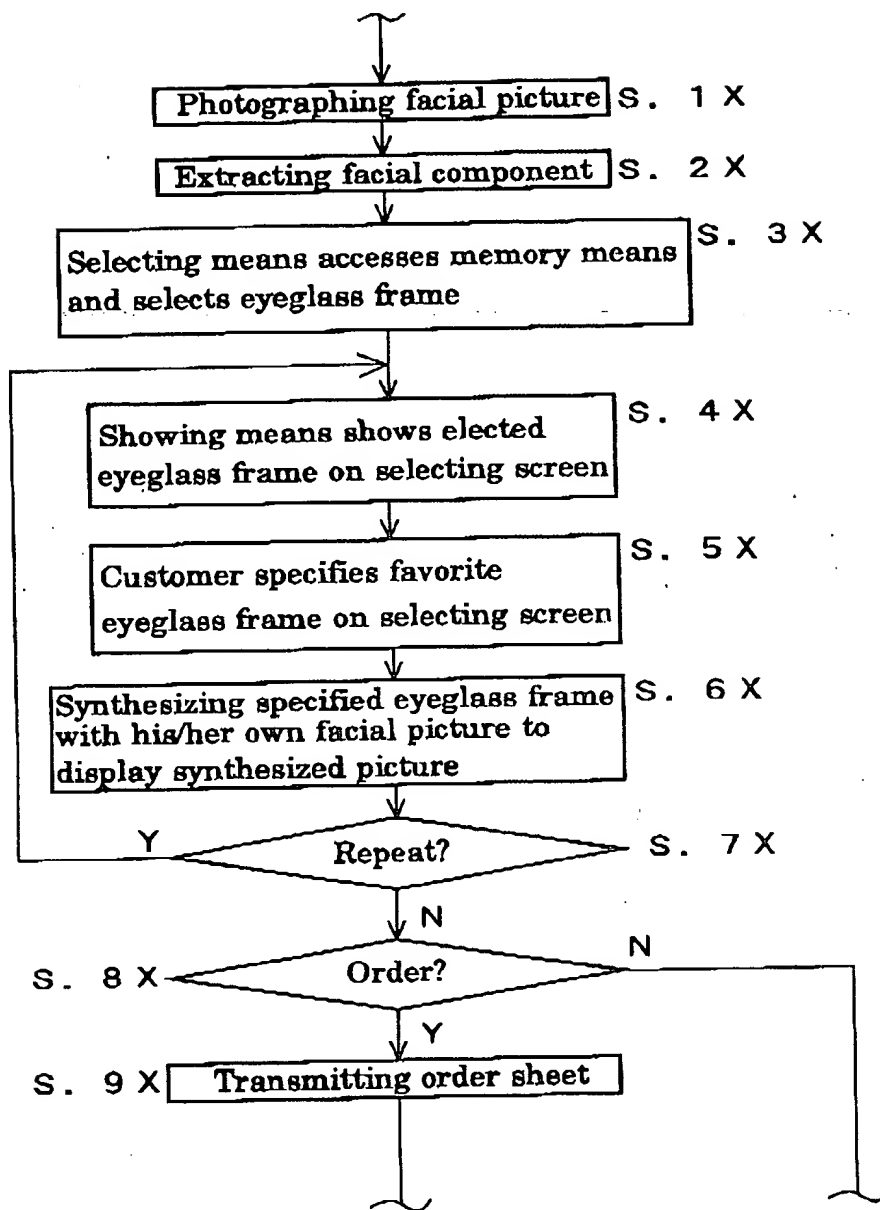 Photographing facial picture S. 1 X
Extracting facial component S. 2 X
S. 3 X
Selecting means accesses memory means
and selects eyeglass frame
S. 4 X
Showing means shows elected
eyeglass frame on selecting screen
S. 5 X
Customer specifies favorite
eyeglass frame on selecting screen
Synthesizing specified eyeglass frame S. 6 X
with his/her own facial picture to
display synthesized picture
Y
Repeat? S. 7 X
N
N
S. 8 X Order?
Y
S. 9 X Transmitting order sheet